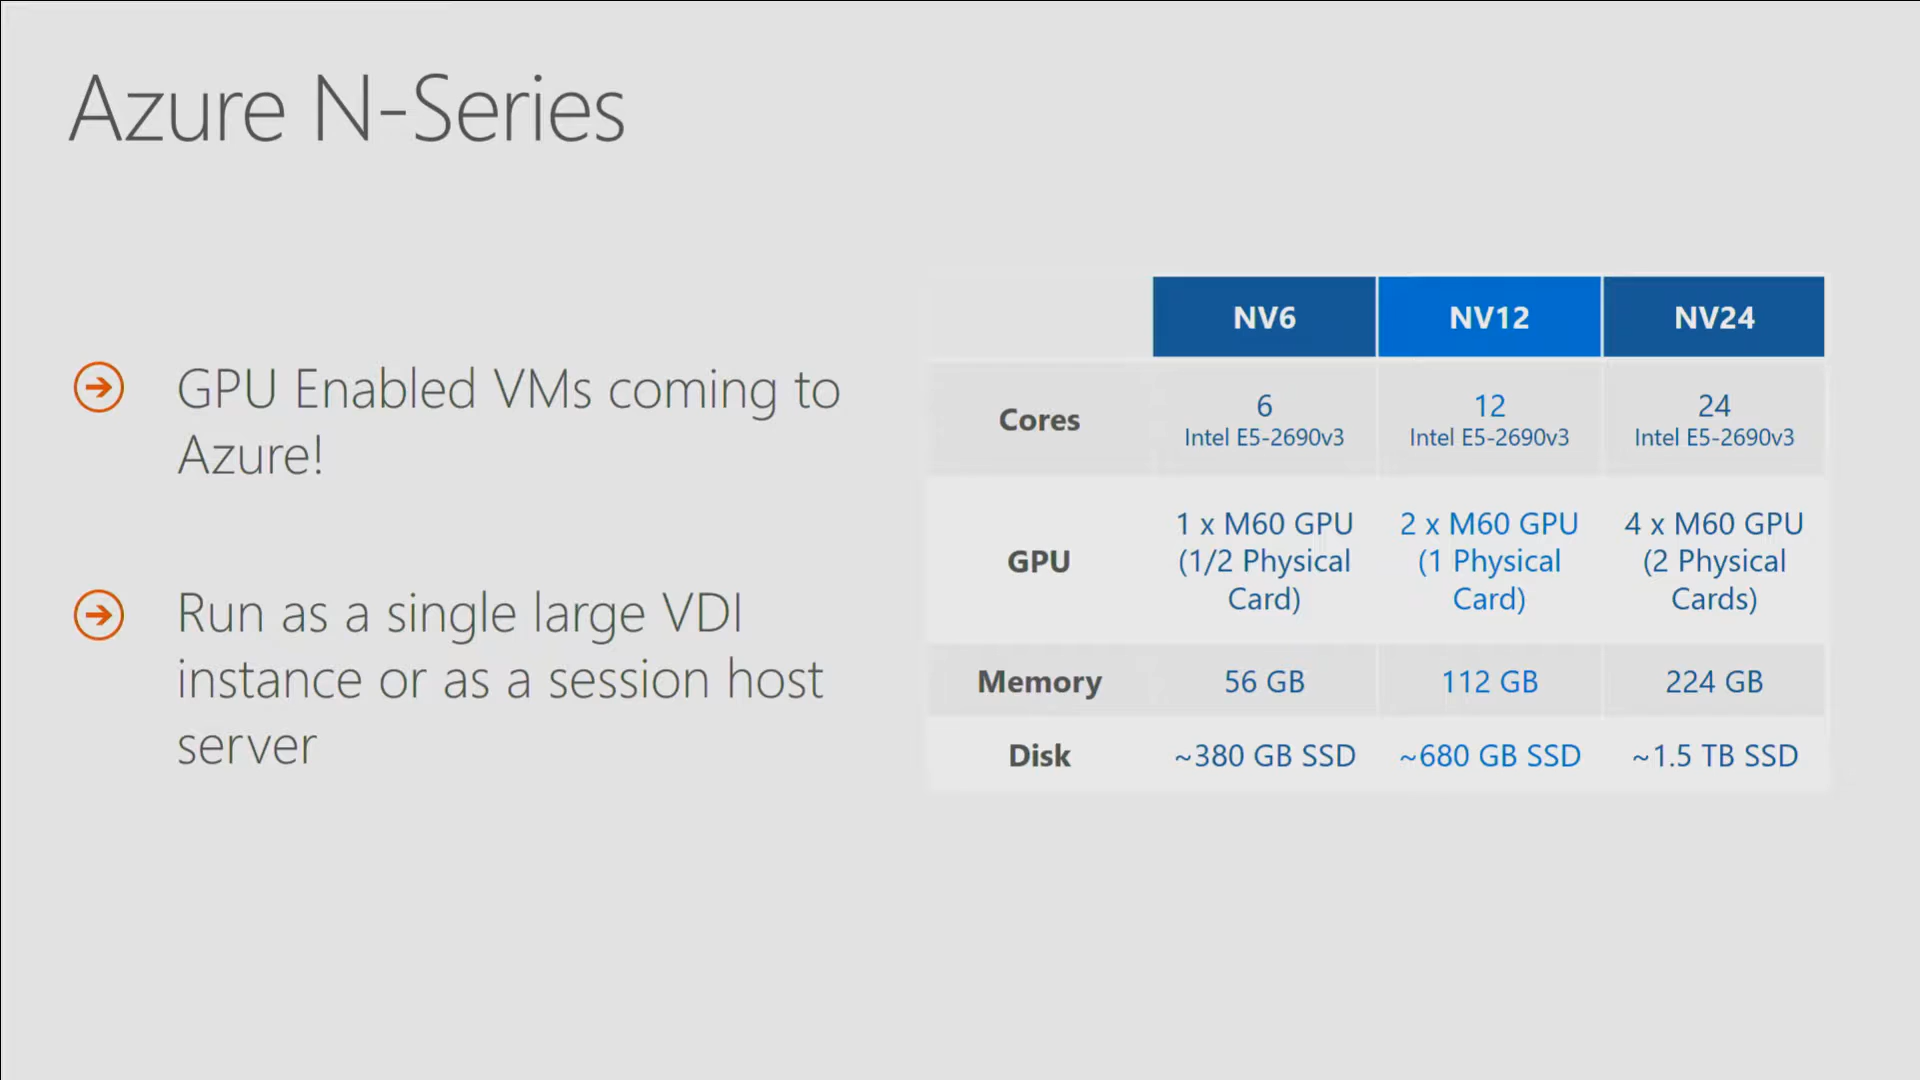 Azure N-Series
GPU Enabled VMs coming to
Azure!
Run as a single large VDI
instance or as a session host
server
NV6 NV12 NV24
Cores
6 12 24
Intel E5-2690v3 Intel E5-2690v3 Intel E5-2690v3
GPU
1 x M60 GPU 2 x M60 GPU 4 x M60 GPU
(1/2 Physical (1 Physical (2 Physical
Card) Card) Cards)
Memory 56 GB 112 GB 224 GB
Disk ~380 GB SSD ~680 GB SSD ~1.5 TB SSD